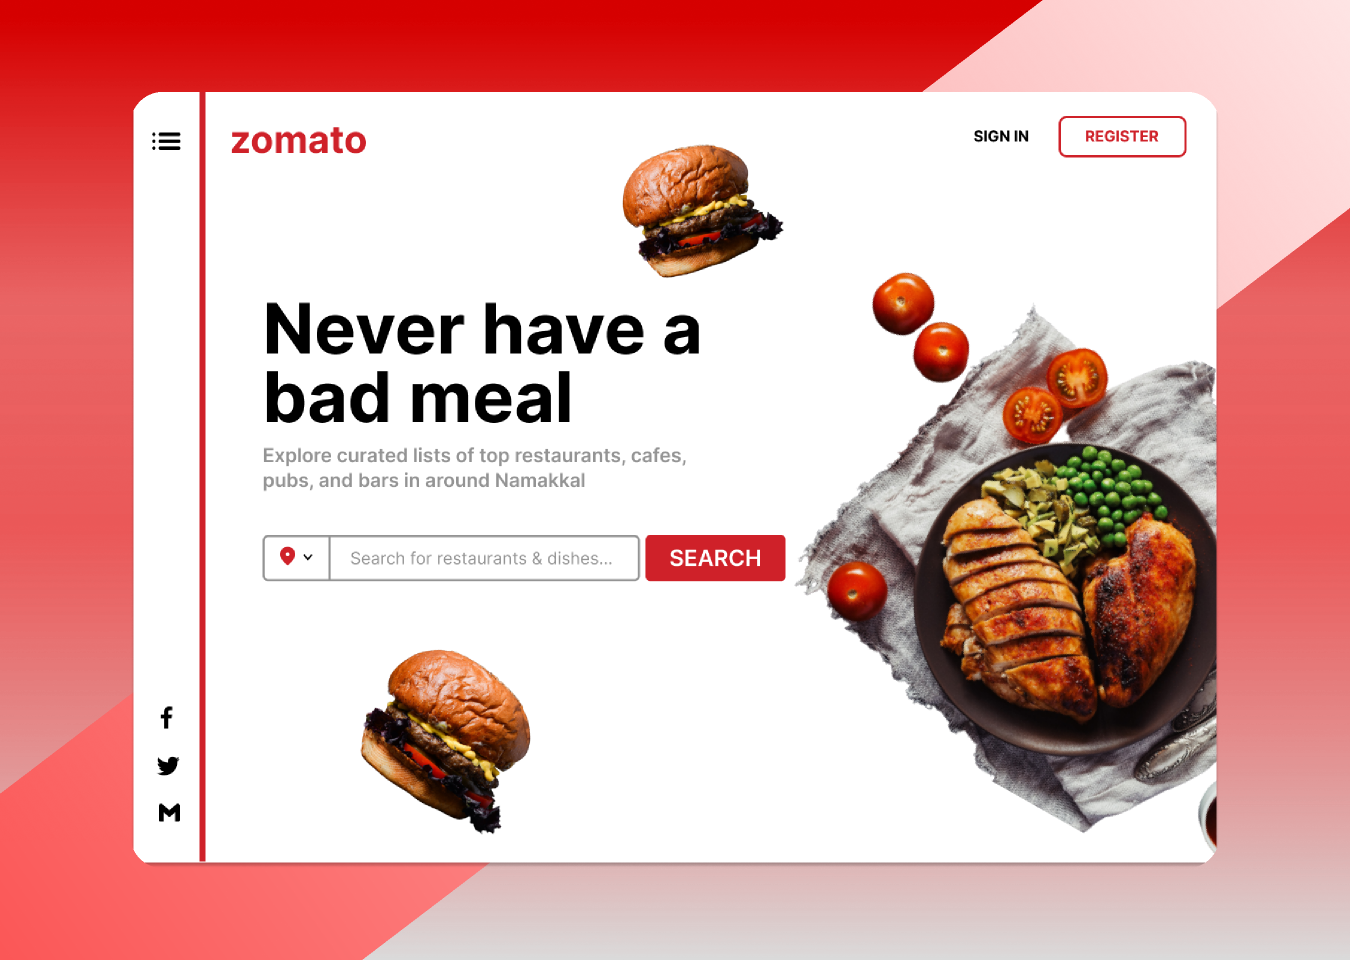 zomato
SIGN IN
REGISTER
Never have a
bad meal
Explore curated lists of top restaurants, cafes,
pubs, and bars in around Namakkal
Search for restaurants & dishes...
SEARCH